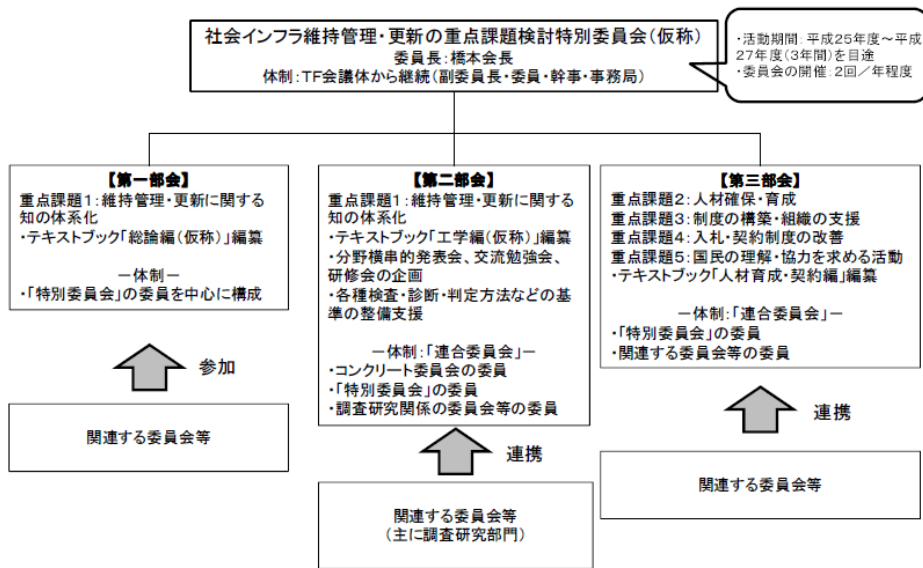 社会インフラ維持管理・更新の重点課題検討特別委員会(仮称)
委員長:橋本会長
体制:TF会議体から継続(副委員長・委員・幹事・事務局)
・活動期間:平成25年度～平成
27年度(3年間)を目途
・委員会の開催:2回／年程度
【第一部会】
重点課題1:維持管理・更新に関する
知の体系化
・テキストブック「総論編(仮称)」編纂
－体制－
・「特別委員会」の委員を中心に構成
参加
関連する委員会等
【第二部会】
重点課題1:維持管理・更新に関する
知の体系化
・テキストブック「工学編(仮称)」編纂
・分野横串的発表会、交流勉強会、
研修会の企画
・各種検査・診断・判定方法などの基
準の整備支援
－体制:「連合委員会」－
・コンクリート委員会の委員
・「特別委員会」の委員
・調査研究関係の委員会等の委員
連携
関連する委員会等
(主に調査研究部門)
【第三部会】
重点課題2:人材確保・育成
重点課題3:制度の構築・組織の支援
重点課題4:入札・契約制度の改善
重点課題5:国民の理解・協力を求める活動
・テキストブック「人材育成・契約編」編纂
－体制:「連合委員会」－
・「特別委員会」の委員
・関連する委員会等の委員
連携
関連する委員会等